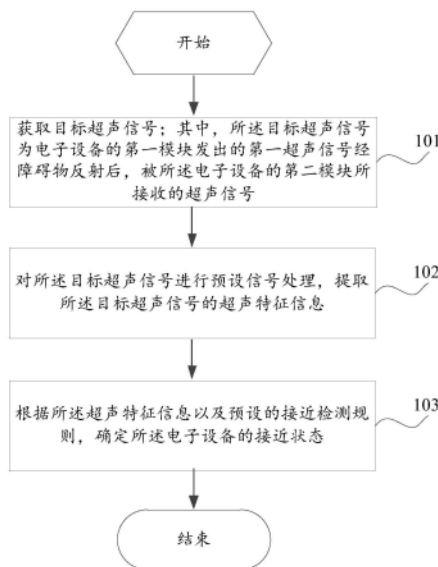 开始
获取目标超声信号；其中，所述目标超声信号
为电子设备的第一模块发出的第一超声信号经
障碍物反射后，被所述电子设备的第二模块所
接收的超声信号
101
对所述目标超声信号进行预设信号处理，提取
所述目标超声信号的超声特征信息
102
根据所述超声特征信息以及预设的接近检测规
则，确定所述电子设备的接近状态
103
结束